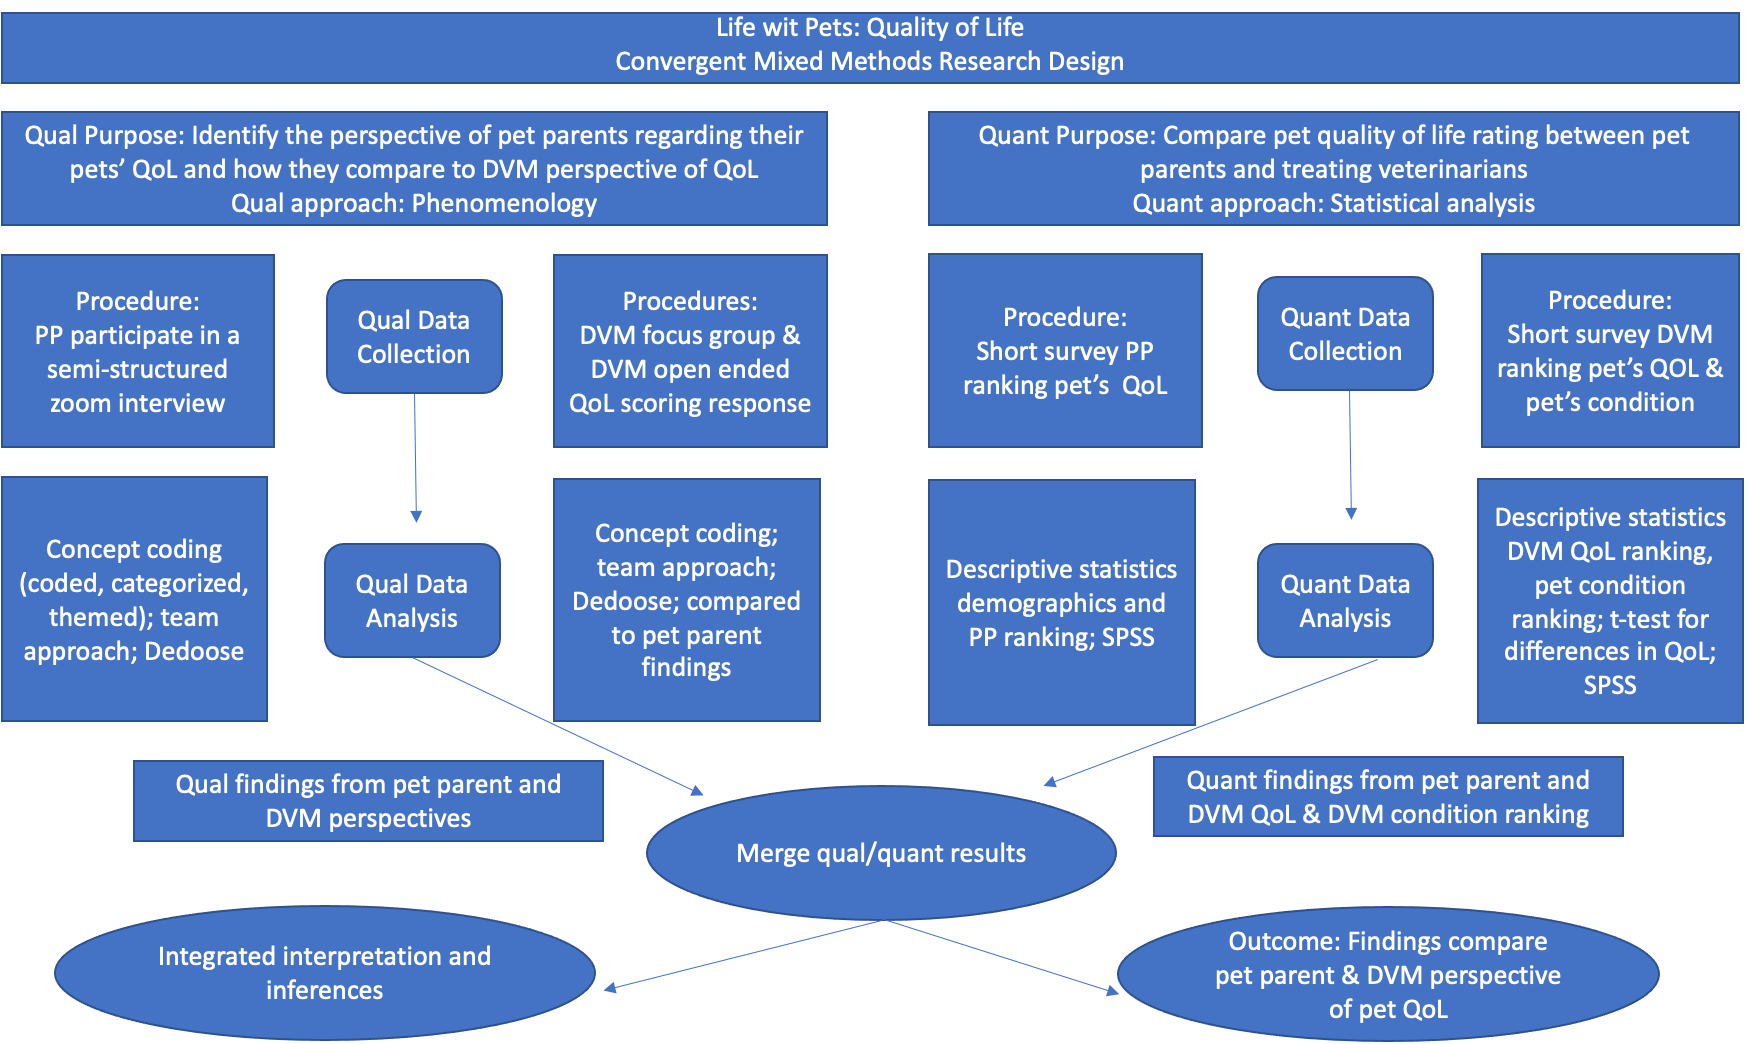 Life wit Pets: Quality of Life
Convergent Mixed Methods Research Design
Qual Purpose: Identify the perspective of pet parents regarding their
pets’ QoL and how they compare to DVM perspective of QoL
Qual approach: Phenomenology
Quant Purpose: Compare pet quality of life rating between pet
parents and treating veterinarians
Quant approach: Statistical analysis
Procedure:
PP participate in a
semi-structured
zoom interview
Qual Data
Collection
Procedures:
DVM focus group &
DVM open ended
QoL scoring response
Procedure:
Short survey PP
ranking pet’s QoL
Quant Data
Collection
Procedure:
Short survey DVM
ranking pet’s QOL &
pet’s condition
Concept coding
(coded, categorized,
themed); team
approach; Dedoose
Qual Data
Analysis
Concept coding;
team approach;
Dedoose; compared
to pet parent
findings
Descriptive statistics
demographics and
PP ranking; SPSS
Quant Data
Analysis
Descriptive statistics
DVM QoL ranking,
pet condition
ranking; t-test for
differences in QoL;
SPSS
Qual findings from pet parent and
DVM perspectives
Quant findings from pet parent and
DVM QoL & DVM condition ranking
Merge qual/quant results
Integrated interpretation and
inferences
Outcome: Findings compare
pet parent & DVM perspective
of pet QoL